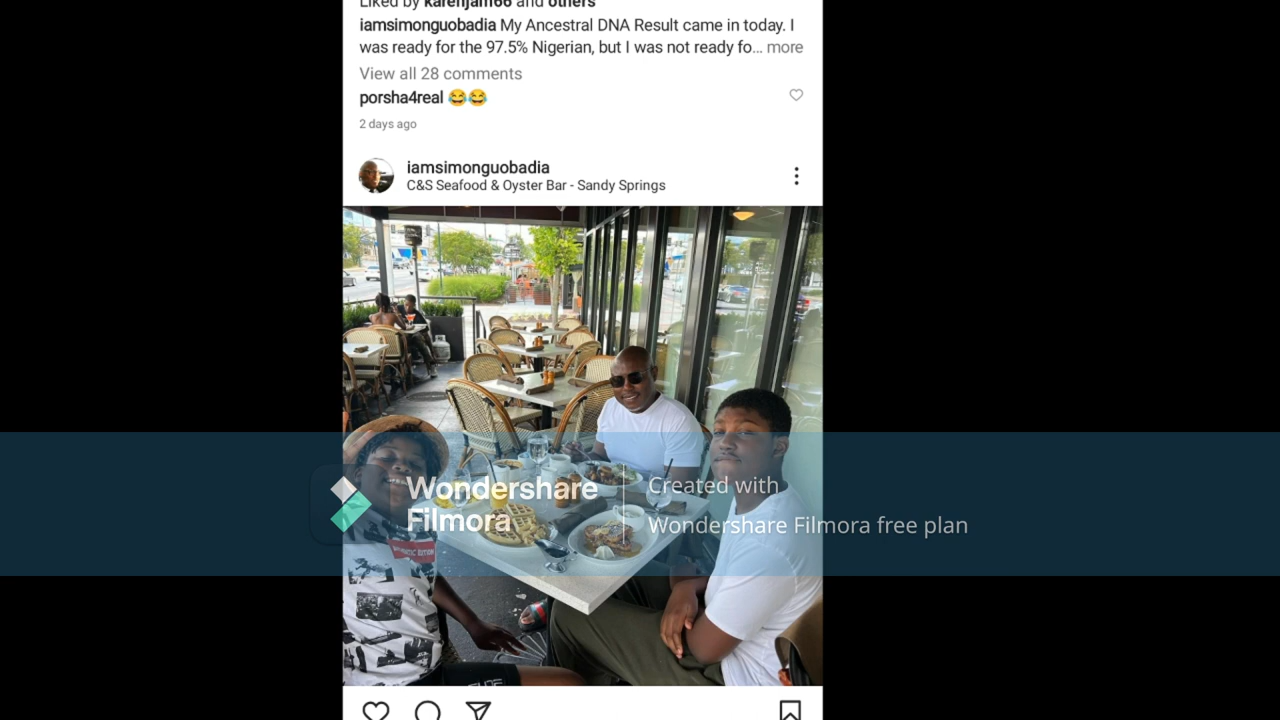 Liked by karenjam66 and others
iamsimonguobadia My Ancestral DNA Result came in today. I
was ready for the 97.5% Nigerian, but I was not ready fo... more
View all 28 comments
porsha4real 😂😂
2 days ago
iamsimonguobadia
C&S Seafood & Oyster Bar - Sandy Springs
Wondershare
Filmora
Created with
Wondershare Filmora free plan